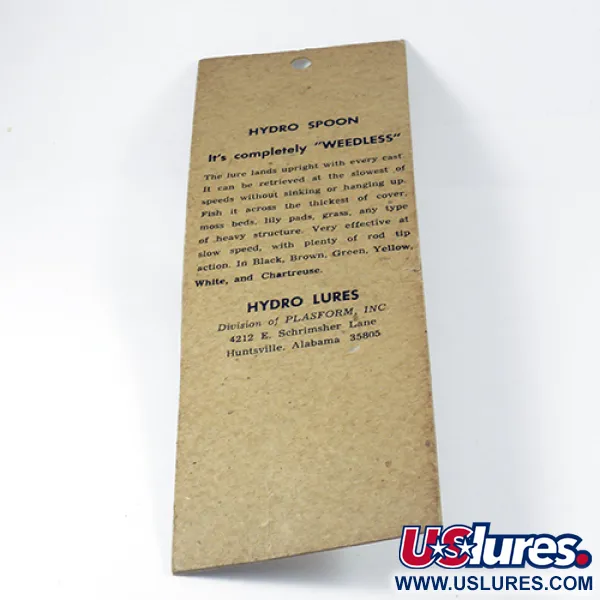 HYDRO SPOON
It's completely "WEEDLESS"
The lure lands upright with every cast
It can be retrieved at the slowest of
speeds without sinking or hanging up.
Fish it across the thickest of cover,
moss beds, lily pads, grass, any type
of heavy structure. Very effective at
slow speed, with plenty of rod tip
action. In Black, Brown, Green, Yellow,
White, and Chartreuse.
HYDRO LURES
Division of PLASFORM, INC
4212 E. Schrimsher Lane
Huntsville, Alabama 35805
USlures.
WWW.USLURES.COM